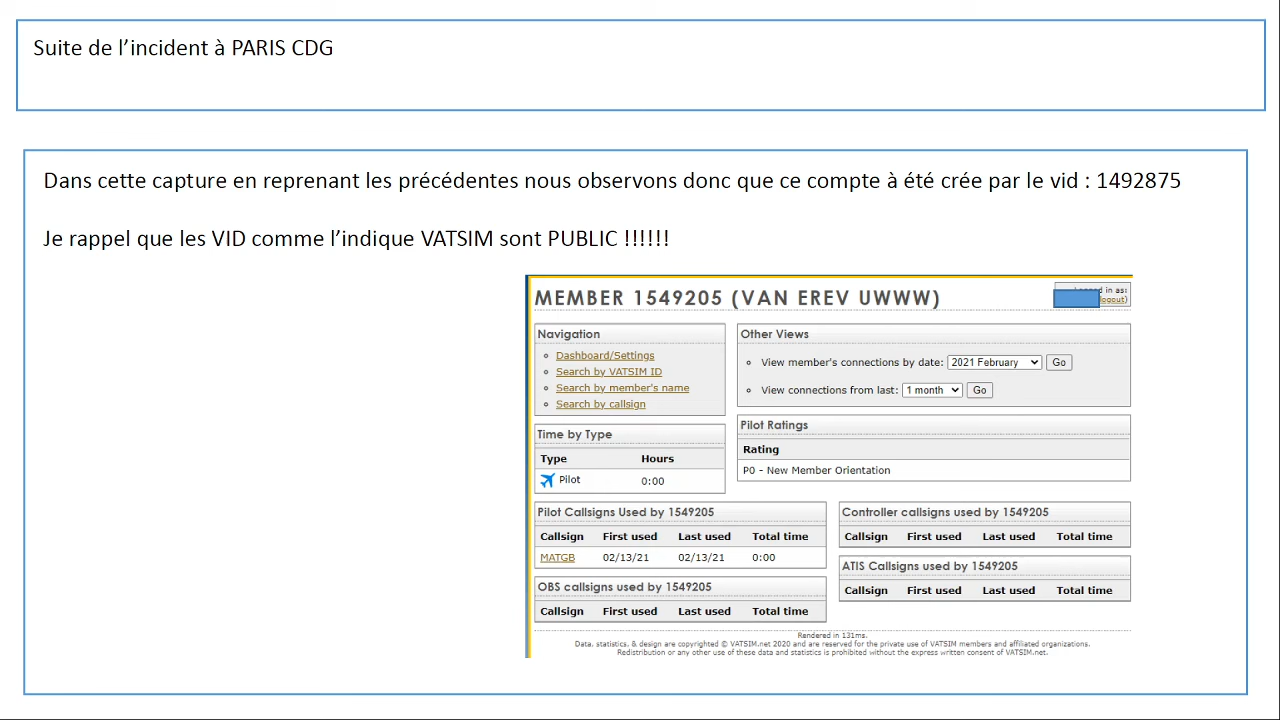 Suite de l’incident à PARIS CDG
Dans cette capture en reprenant les précédentes nous observons donc que ce compte à été crée par le vid : 1492875
Je rappel que les VID comme l’indique VATSIM sont PUBLIC !!!!!!
MEMBER 1549205 (VAN EREV UWWW)
in as:
logout)
Navigation
Dashboard/Settings
Search by VATSIM ID
Search by member's name
Search by callsign
Other Views
View member's connections by date: 2021 February Go
View connections from last: 1 month Go
Time by Type
Type Hours
Pilot 0:00
Pilot Ratings
Rating
P0 - New Member Orientation
Pilot Callsigns Used by 1549205
Callsign First used Last used Total time
MATGB 02/13/21 02/13/21 0:00
Controller callsigns used by 1549205
Callsign First used Last used Total time
OBS callsigns used by 1549205
Callsign First used Last used Total time
ATIS Callsigns used by 1549205
Callsign First used Last used Total time
Rendered in 131ms.
Data, statistics, & design are copyrighted © VATSIM.net 2020 and are reserved for the private use of VATSIM members and affiliated organizations.
Redistribution or any other use of these data and statistics is prohibited without the express written consent of VATSIM.net.